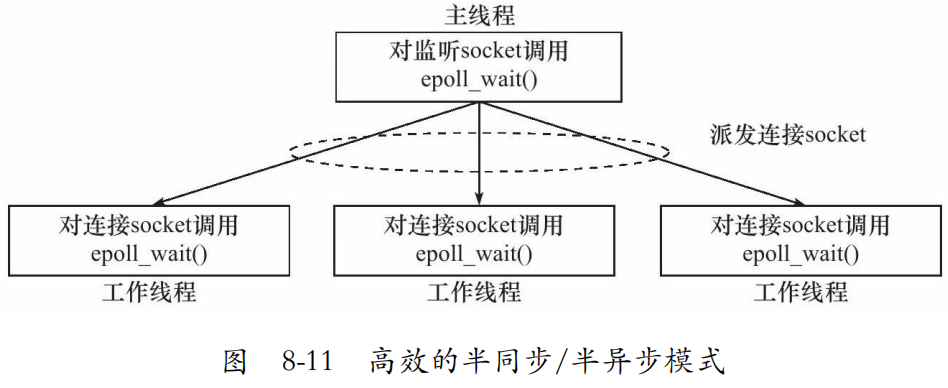 主线程
对监听socket调用
epoll_wait()
派发连接socket
对连接socket调用
epoll_wait()
工作线程
对连接socket调用
epoll_wait()
工作线程
对连接socket调用
epoll_wait()
工作线程
图 8-11 高效的半同步/半异步模式